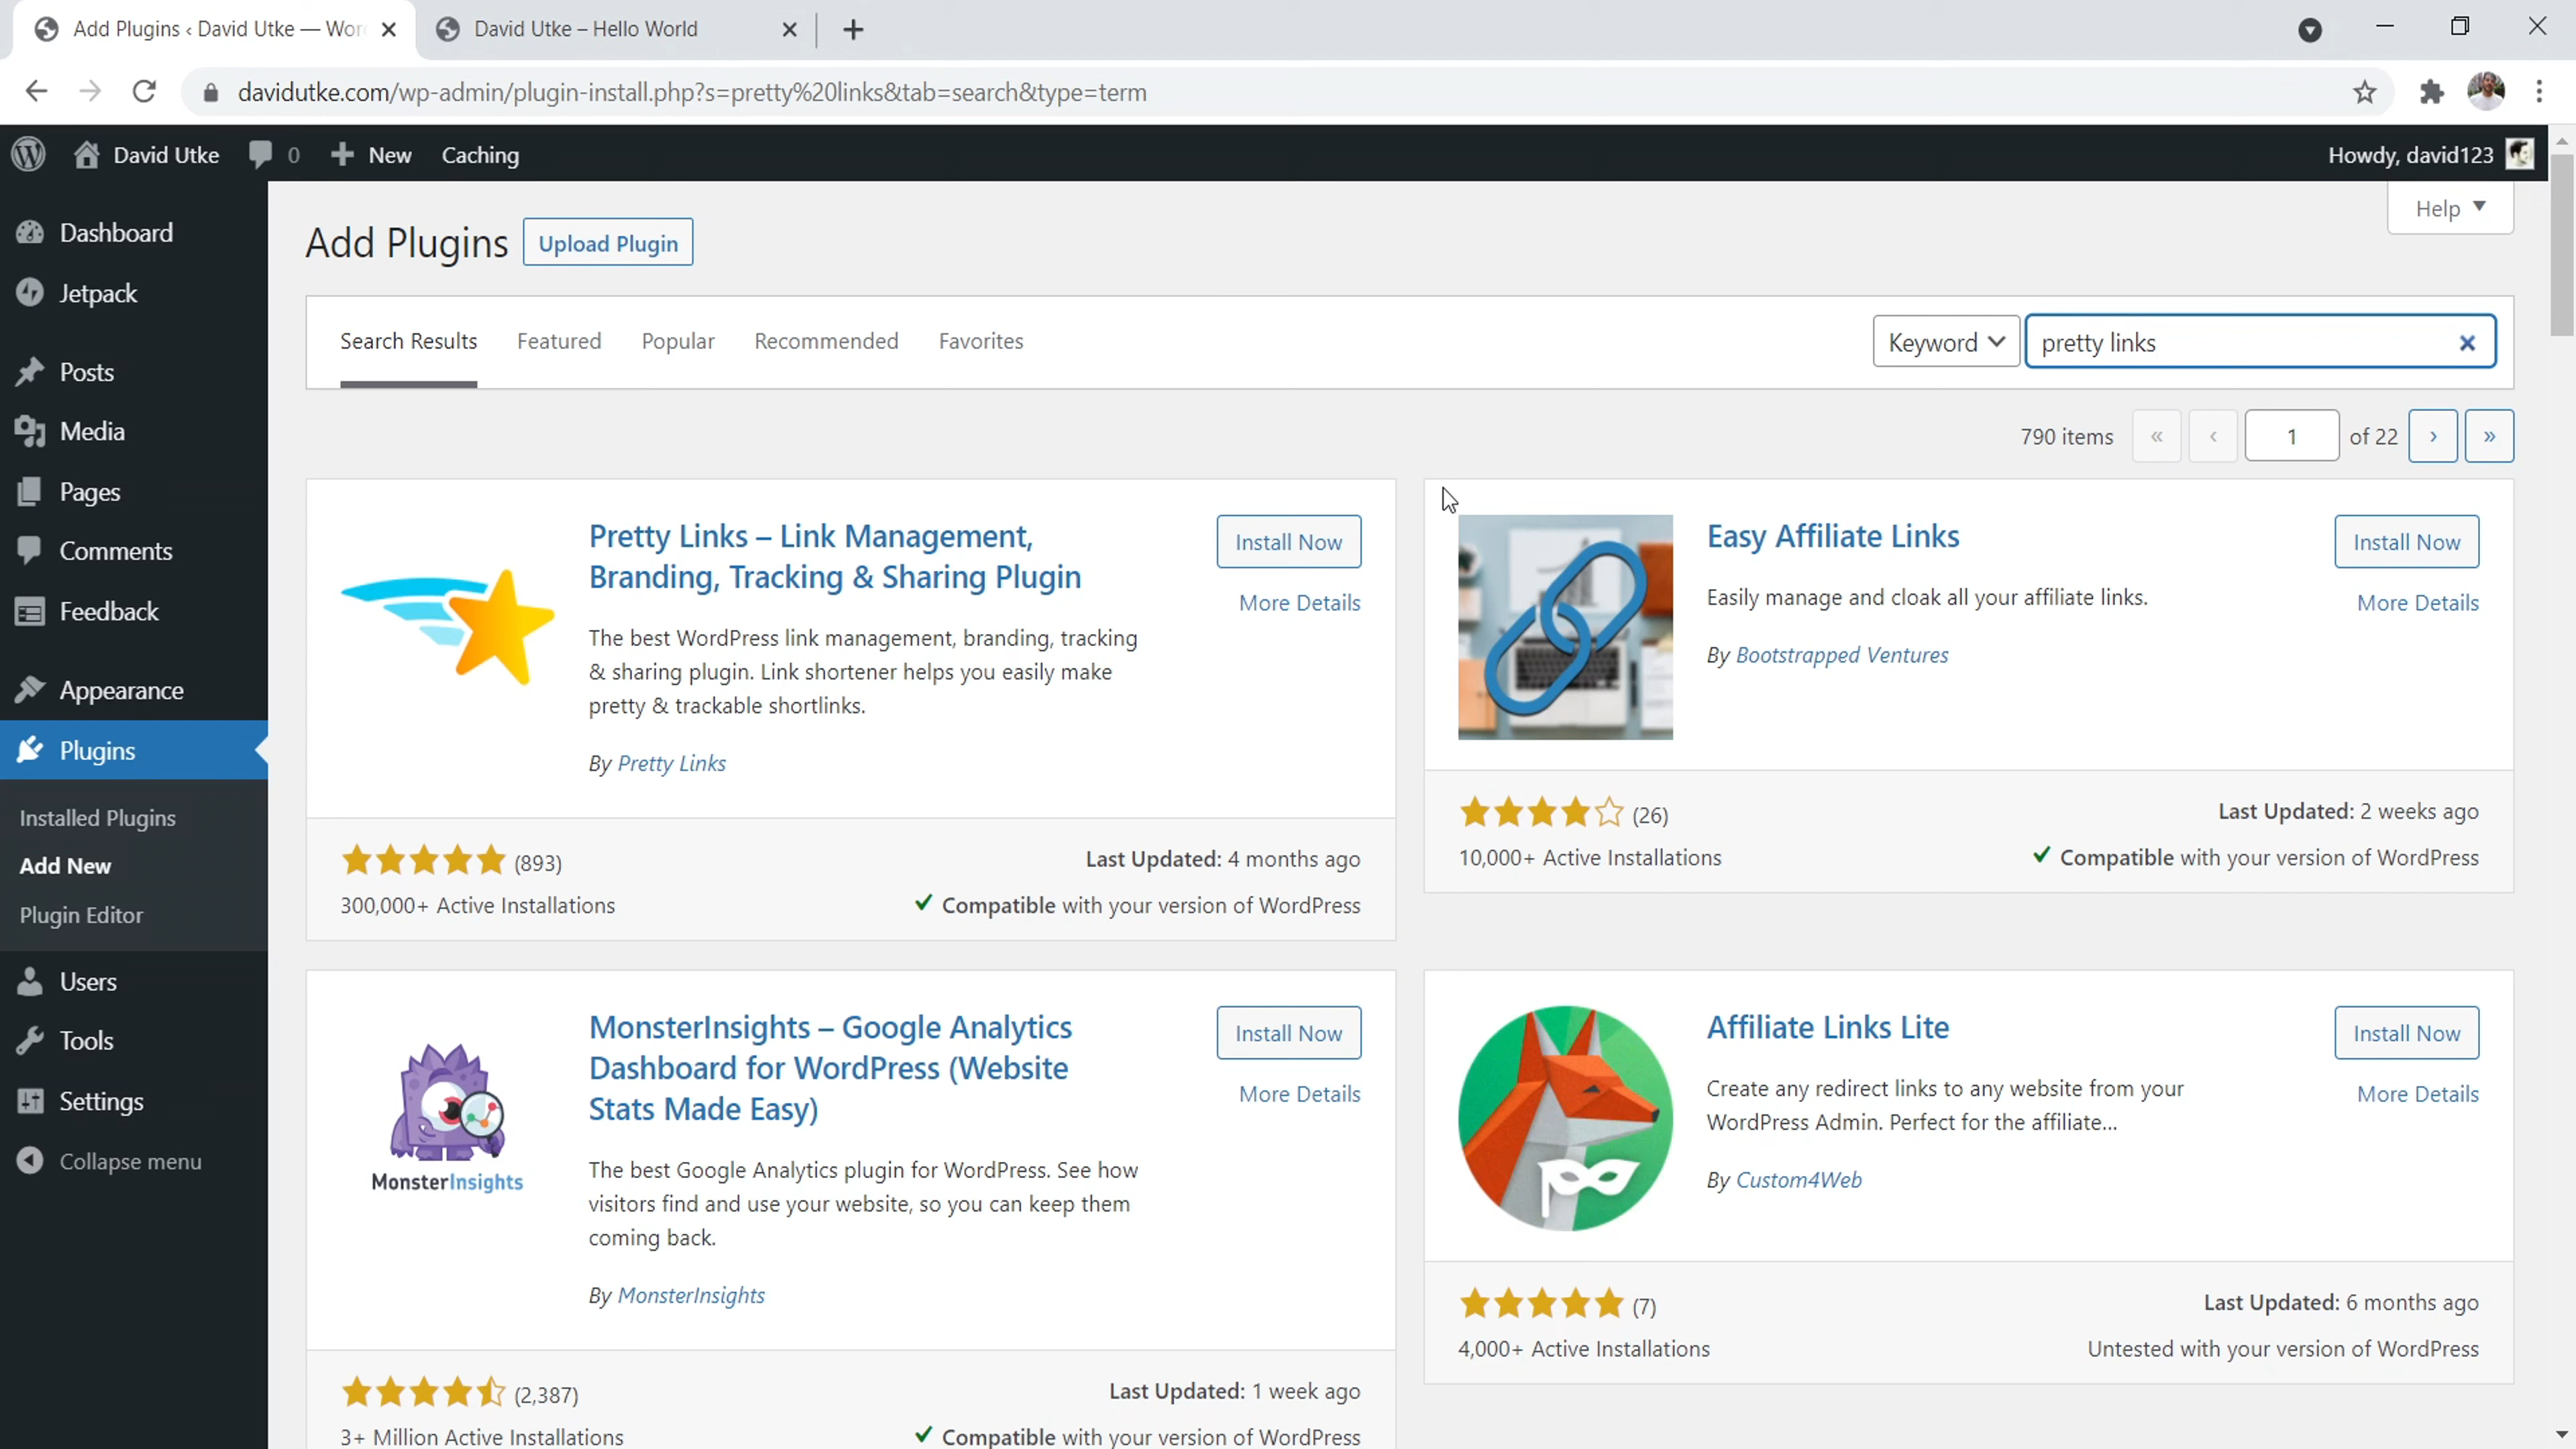 Add Plugins ‹ David Utke — Wor
David Utke – Hello World
davidutke.com/wp-admin/plugin-install.php?s=pretty%20links&tab=search&type=term
David Utke 0 New Caching
Howdy, david123
Dashboard
Jetpack
Posts
Media
Pages
Comments
Feedback
Appearance
Plugins
Installed Plugins
Add New
Plugin Editor
Users
Tools
Settings
Collapse menu
Help
Add Plugins Upload Plugin
Search Results Featured Popular Recommended Favorites Keyword pretty links
790 items « ‹ 1 of 22 › »
Pretty Links – Link Management,
Branding, Tracking & Sharing Plugin
Install Now
More Details
The best WordPress link management, branding, tracking
& sharing plugin. Link shortener helps you easily make
pretty & trackable shortlinks.
By Pretty Links
(893)
Last Updated: 4 months ago
300,000+ Active Installations
Compatible with your version of WordPress
Easy Affiliate Links
Install Now
More Details
Easily manage and cloak all your affiliate links.
By Bootstrapped Ventures
(26)
Last Updated: 2 weeks ago
10,000+ Active Installations
Compatible with your version of WordPress
MonsterInsights
MonsterInsights – Google Analytics
Dashboard for WordPress (Website
Stats Made Easy)
Install Now
More Details
The best Google Analytics plugin for WordPress. See how
visitors find and use your website, so you can keep them
coming back.
By MonsterInsights
(2,387)
Last Updated: 1 week ago
3+ Million Active Installations
Compatible with your version of WordPress
Affiliate Links Lite
Install Now
More Details
Create any redirect links to any website from your
WordPress Admin. Perfect for the affiliate...
By Custom4Web
(7)
Last Updated: 6 months ago
4,000+ Active Installations
Untested with your version of WordPress